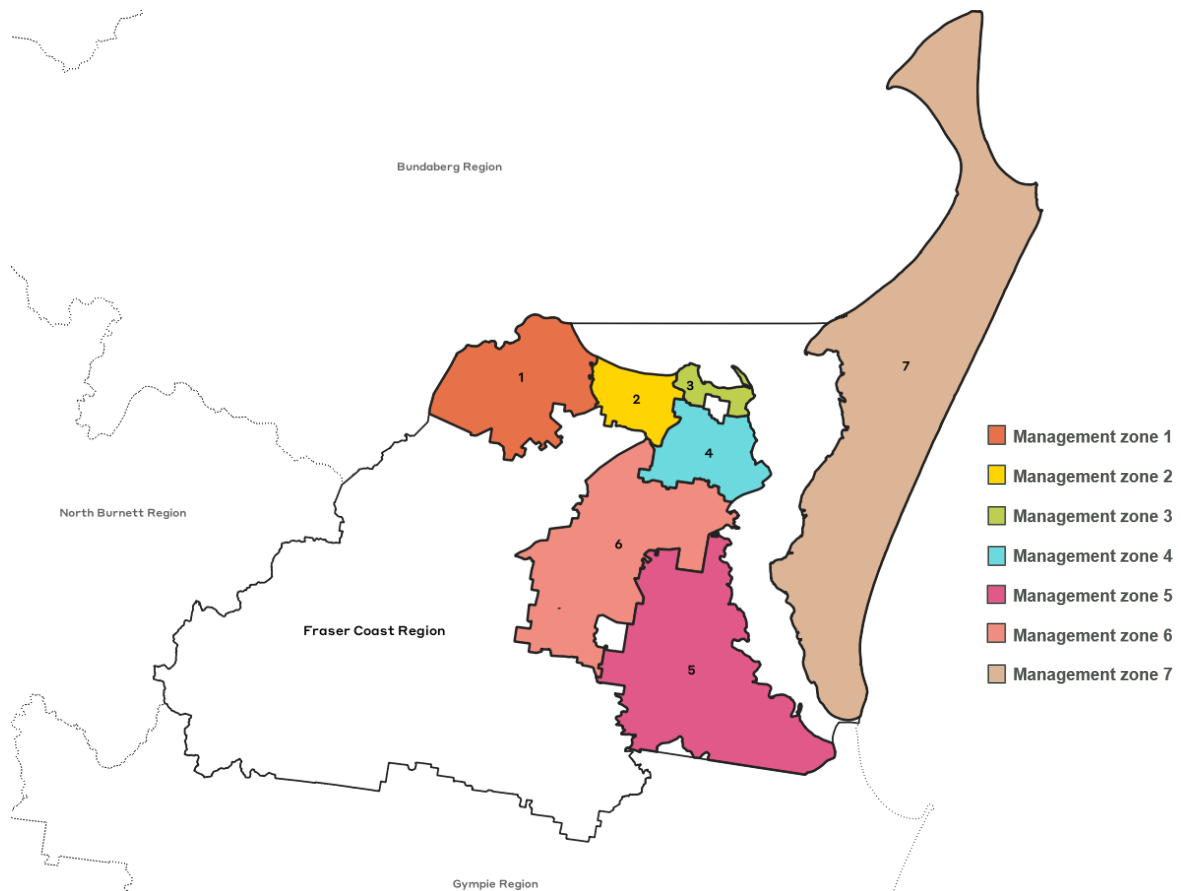 Bundaberg Region
7
1
3
2
Management zone 1
4
Management zone 2
North Burnett Region
Management zone 3
6
Management zone 4
Management zone 5
Fraser Coast Region
Management zone 6
5
Management zone 7
Gympie Region